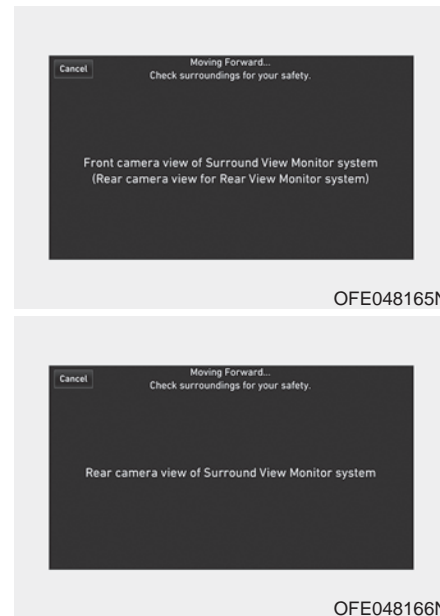 Cancel
Moving Forward...
Check surroundings for your safety.
Front camera view of Surround View Monitor system
(Rear camera view for Rear View Monitor system)
OFE048165N
Cancel
Moving Forward...
Check surroundings for your safety.
Rear camera view of Surround View Monitor system
OFE048166N